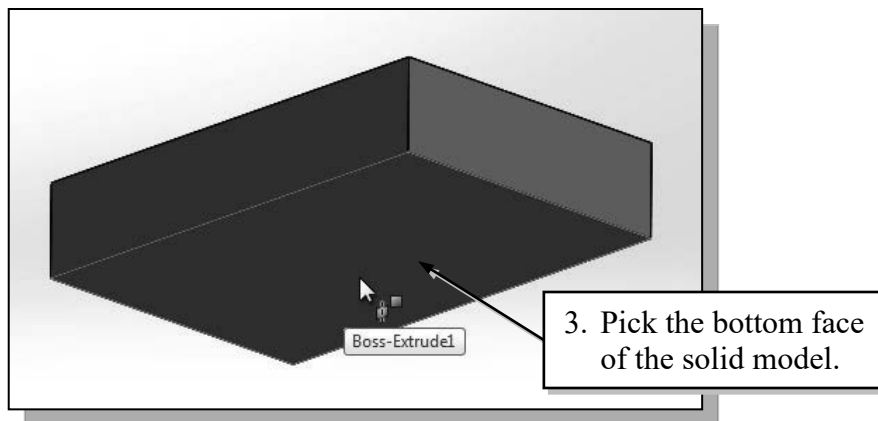 Boss-Extrude1
3. Pick the bottom face
of the solid model.